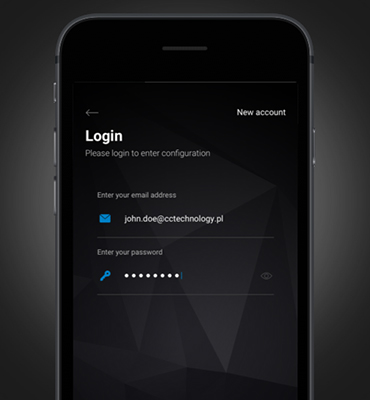 New account
Login
Please login to enter configuration
Enter your email address
john.doe@cctechnology.pl
Enter your password
••••••••